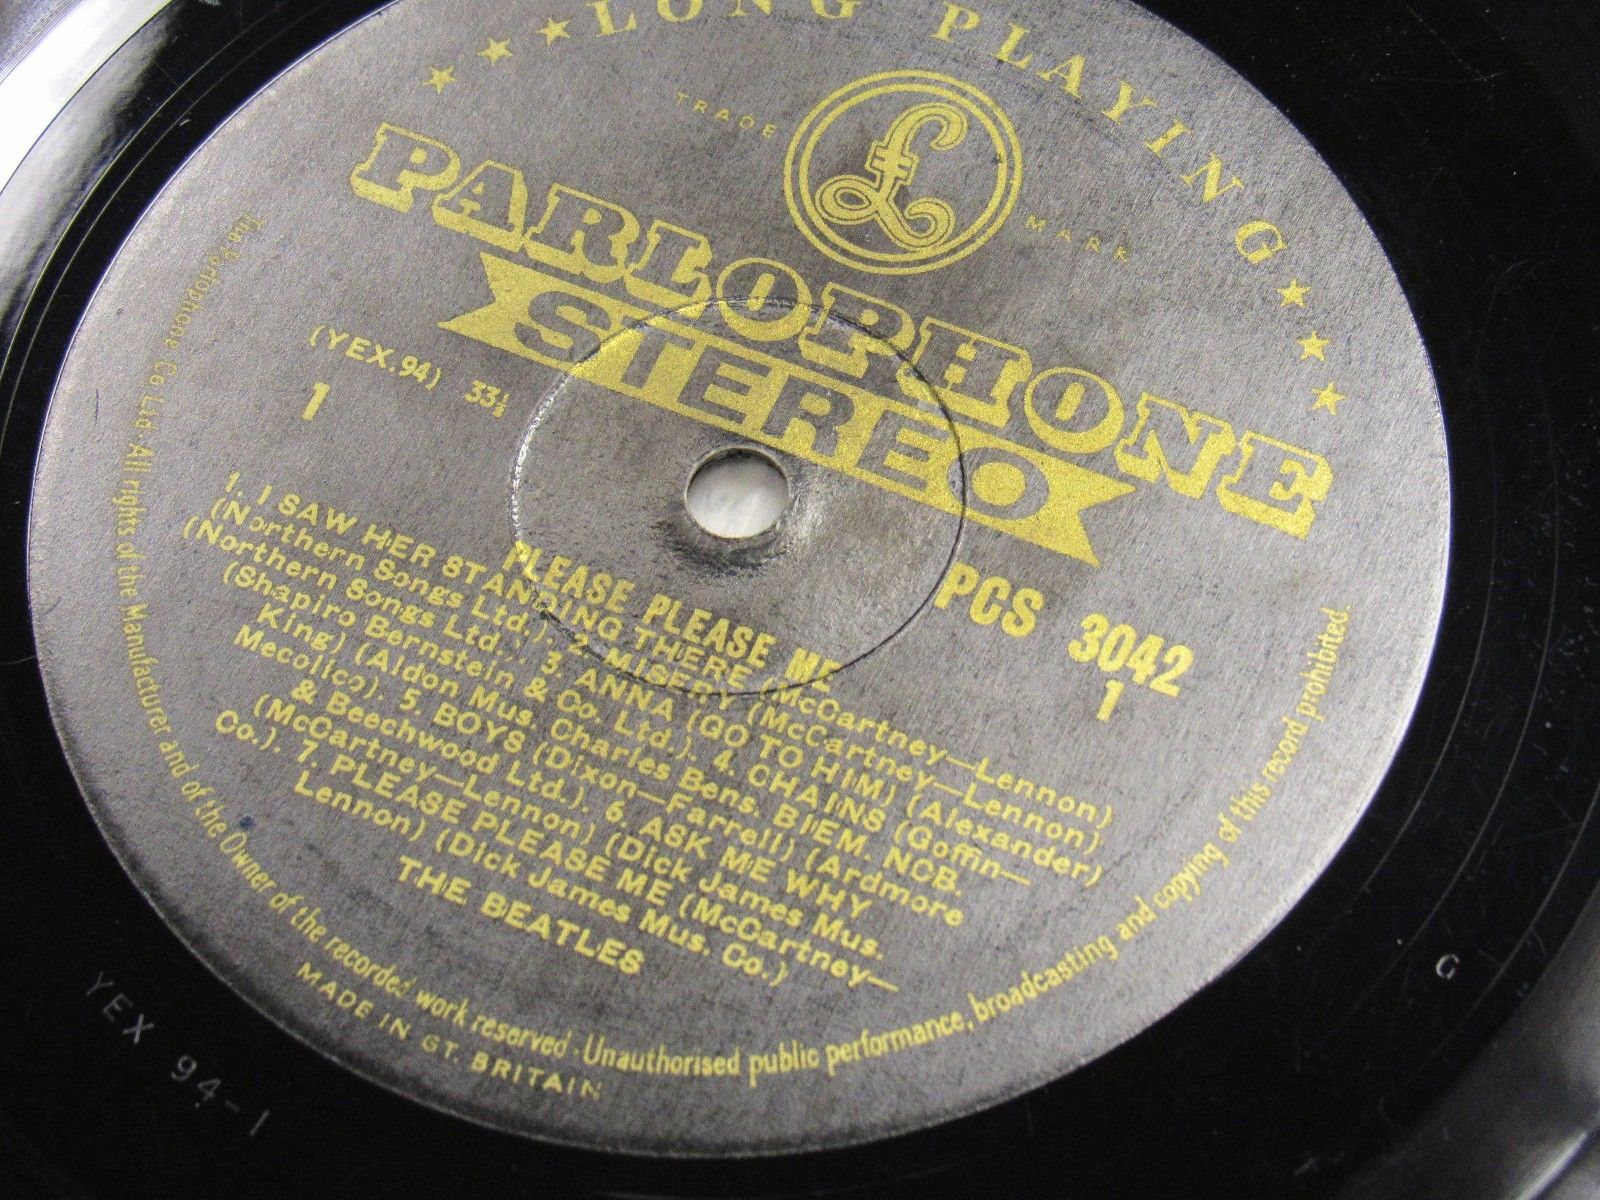 LONG PLAYING
TRADE MARK
£
PARLOPHONE
STEREO
(YEX.94) 33⅓
1
PCS 3042
1
PLEASE PLEASE ME
1. I SAW HER STANDING THERE (McCartney—Lennon)
(Northern Songs Ltd.). 2. MISERY (McCartney—Lennon)
(Northern Songs Ltd.). 3. ANNA (GO TO HIM) (Alexander)
(Shapiro Bernstein & Co. Ltd.). 4. CHAINS (Goffin—
King) (Aldon Mus. Charles Bens. BIEM. NCB.
Mecolico). 5. BOYS (Dixon—Farrell) (Ardmore
& Beechwood Ltd.). 6. ASK ME WHY
(McCartney—Lennon) (Dick James Mus.
Co.). 7. PLEASE PLEASE ME (McCartney—
Lennon) (Dick James Mus. Co.)
THE BEATLES
The Parlophone Co Ltd · All rights of the Manufacturer and of the Owner of the recorded work reserved · Unauthorised public performance, broadcasting and copying of this record prohibited.
MADE IN GT. BRITAIN
YEX 94-1
G